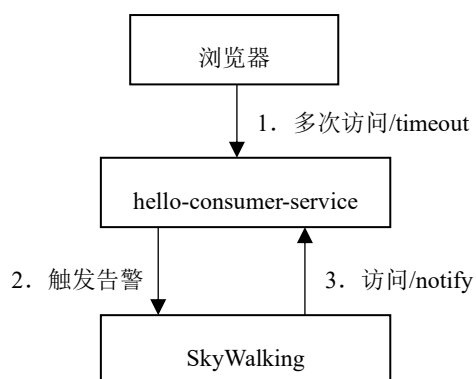 浏览器
1．多次访问/timeout
hello-consumer-service
2．触发告警
3．访问/notify
SkyWalking